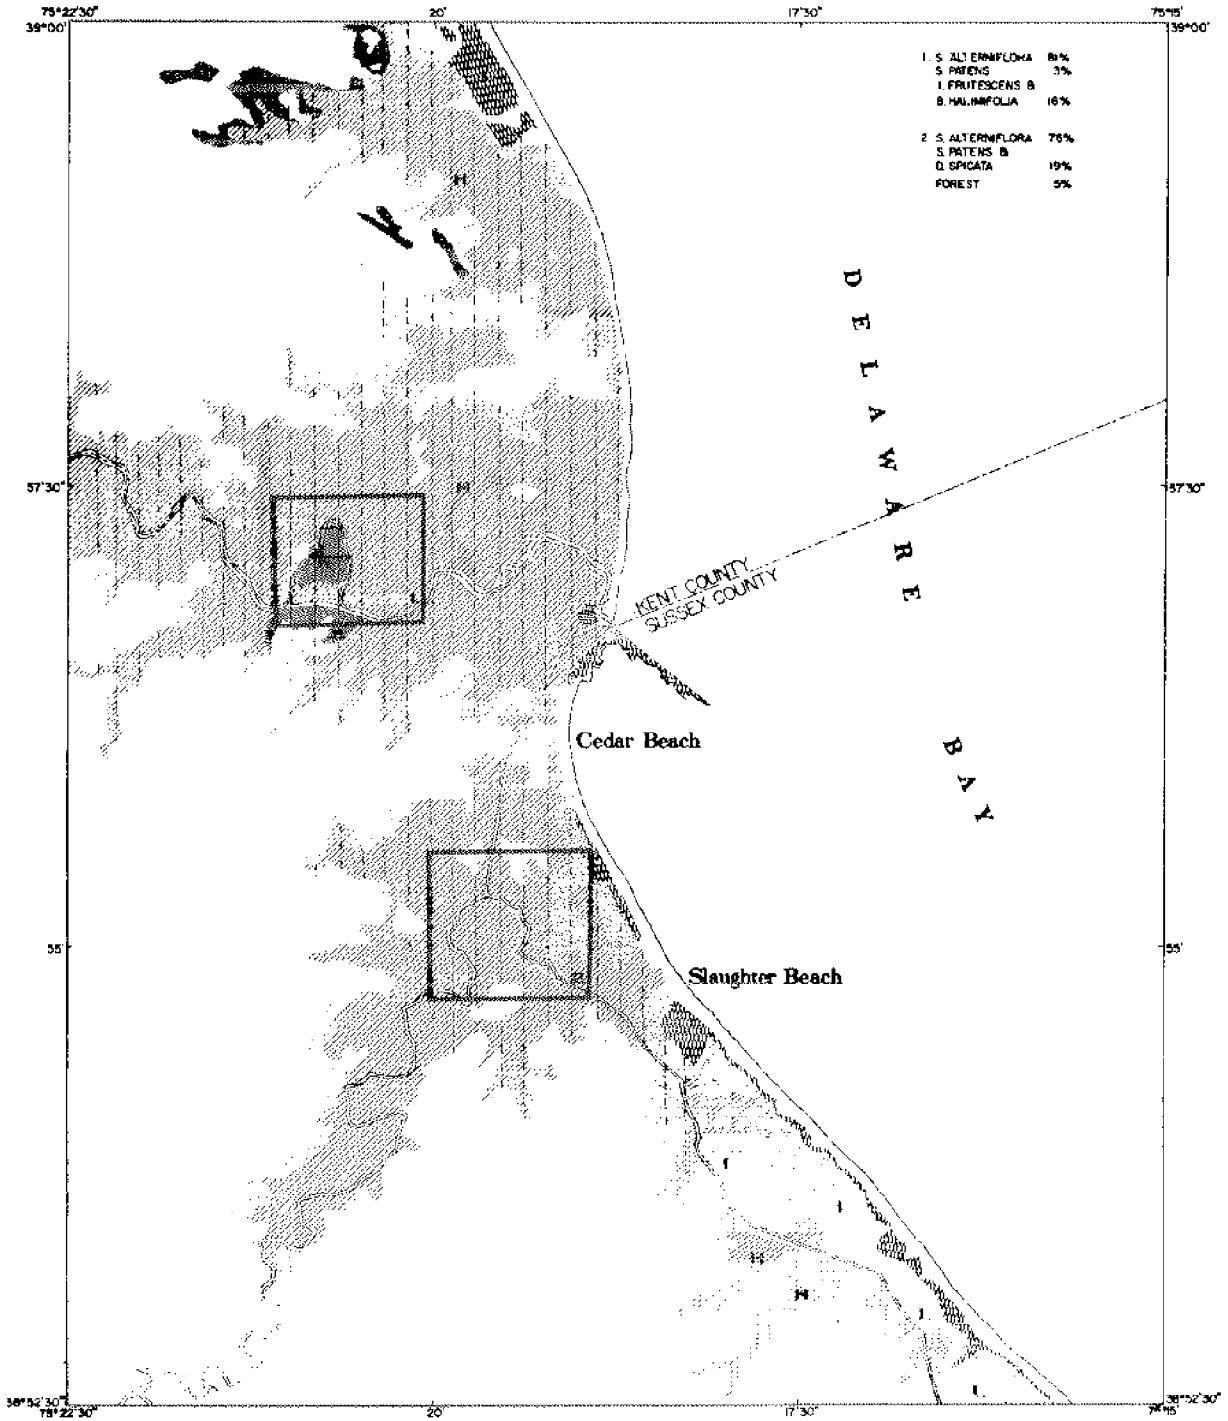 75°22'30"
20'
17'30"
75°15'
39°00'
39°00'
1. S. ALTERNIFLORA 81%
S. PATENS 3%
I. FRUTESCENS &
B. HALIMIFOLIA 16%
2. S. ALTERNIFLORA 76%
S. PATENS &
D. SPICATA 19%
FOREST 5%
DELAWARE
BAY
57'30"
57'30"
KENT COUNTY
SUSSEX COUNTY
Cedar Beach
55'
55'
Slaughter Beach
38°52'30"
38°52'30"
75°22'30"
20'
17'30"